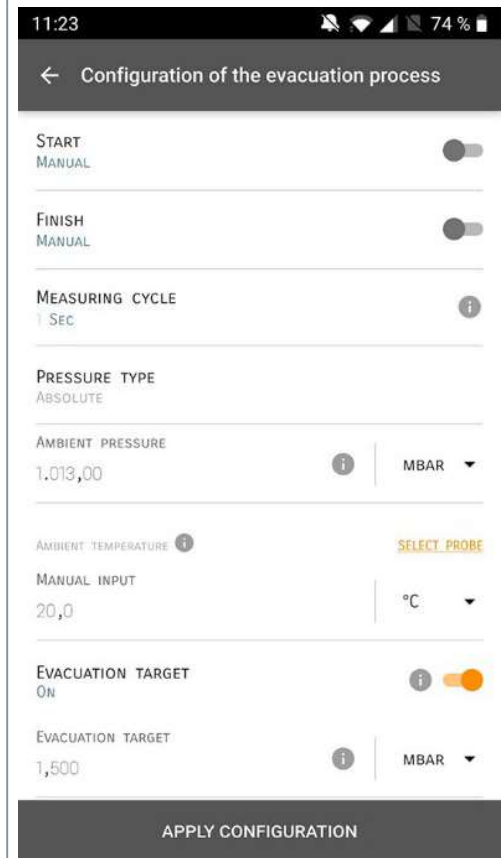 11:23 74 %
Configuration of the evacuation process
START
MANUAL
FINISH
MANUAL
MEASURING CYCLE
1 SEC
PRESSURE TYPE
ABSOLUTE
AMBIENT PRESSURE
1.013,00 MBAR
AMBIENT TEMPERATURE SELECT PROBE
MANUAL INPUT
20,0 °C
EVACUATION TARGET
ON
EVACUATION TARGET
1,500 MBAR
APPLY CONFIGURATION